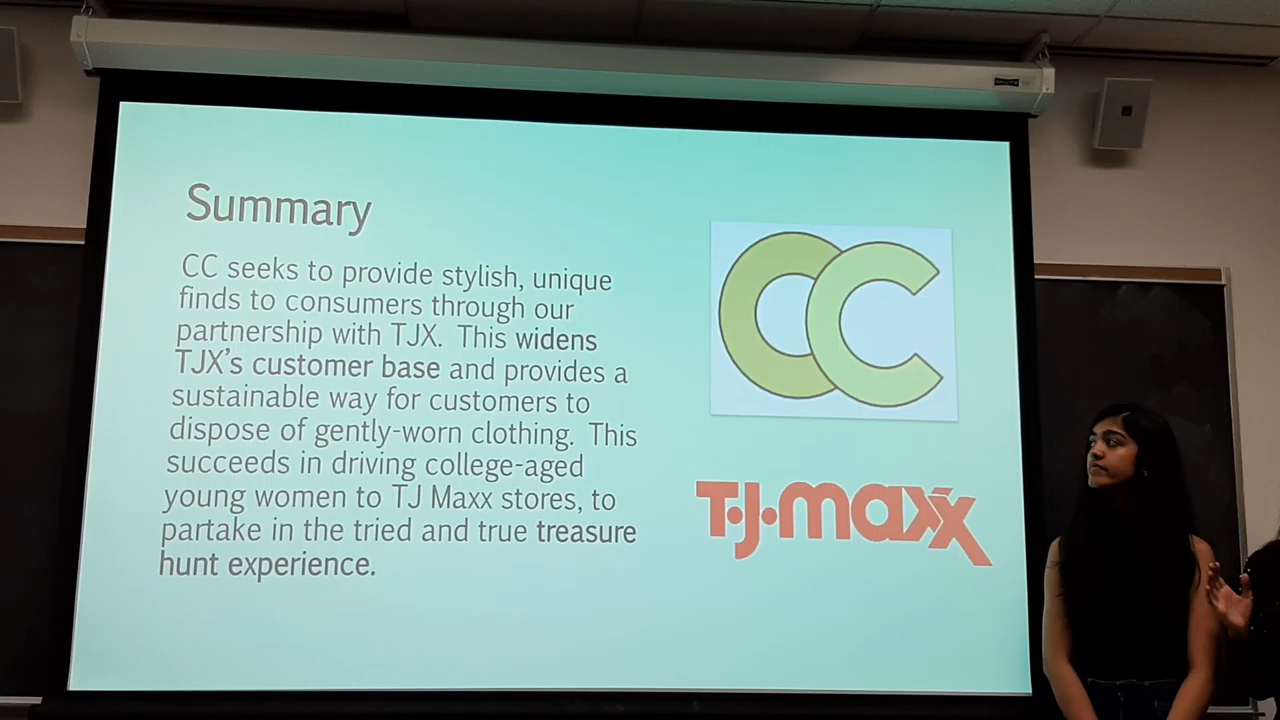 Summary
CC seeks to provide stylish, unique
finds to consumers through our
partnership with TJX. This widens
TJX's customer base and provides a
sustainable way for customers to
dispose of gently-worn clothing. This
succeeds in driving college-aged
young women to TJ Maxx stores, to
partake in the tried and true treasure
hunt experience.
CC
T·J·maxx